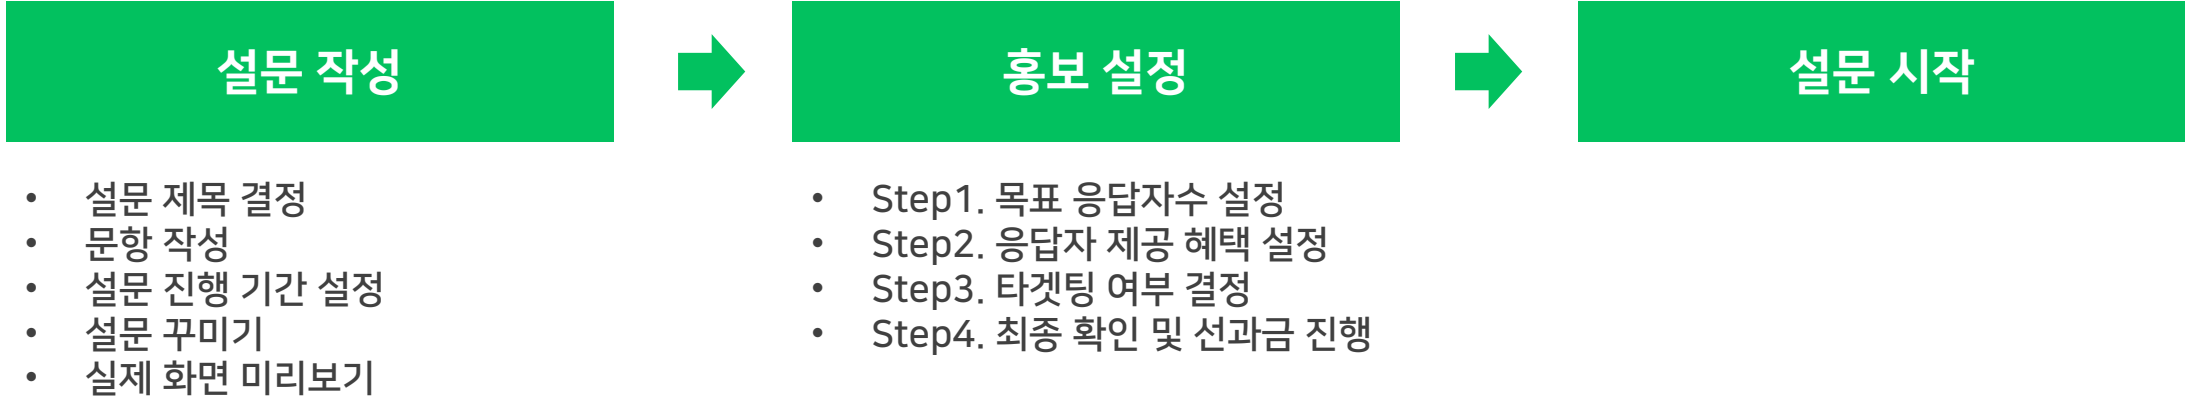 설문 작성
홍보 설정
설문 시작
• 설문 제목 결정
• 문항 작성
• 설문 진행 기간 설정
• 설문 꾸미기
• 실제 화면 미리보기
• Step1. 목표 응답자수 설정
• Step2. 응답자 제공 혜택 설정
• Step3. 타겟팅 여부 결정
• Step4. 최종 확인 및 선과금 진행